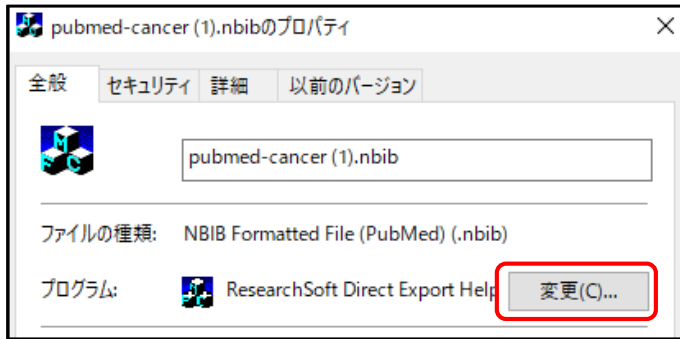 pubmed-cancer (1).nbibのプロパティ
全般 セキュリティ 詳細 以前のバージョン
pubmed-cancer (1).nbib
ファイルの種類: NBIB Formatted File (PubMed) (.nbib)
プログラム: ResearchSoft Direct Export Help 変更(C)...